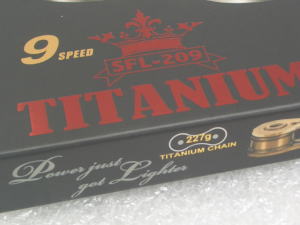 9 SPEED
SFL-209
TITANIUM
227g
TITANIUM CHAIN
Power just
got Lighter